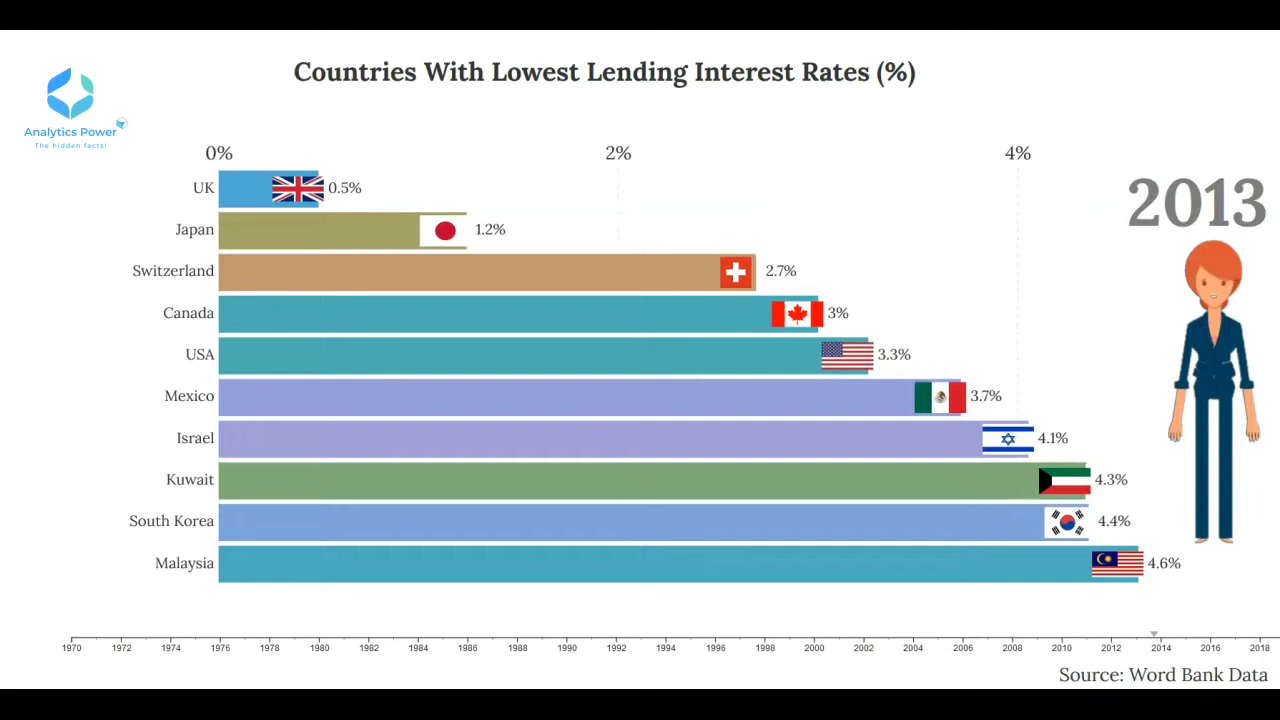 Countries With Lowest Lending Interest Rates (%)
Analytics Power
The hidden facts!
0% 2% 4%
2013
UK 0.5%
Japan 1.2%
Switzerland 2.7%
Canada 3%
USA 3.3%
Mexico 3.7%
Israel 4.1%
Kuwait 4.3%
South Korea 4.4%
Malaysia 4.6%
1970 1972 1974 1976 1978 1980 1982 1984 1986 1988 1990 1992 1994 1996 1998 2000 2002 2004 2006 2008 2010 2012 2014 2016 2018
Source: Word Bank Data